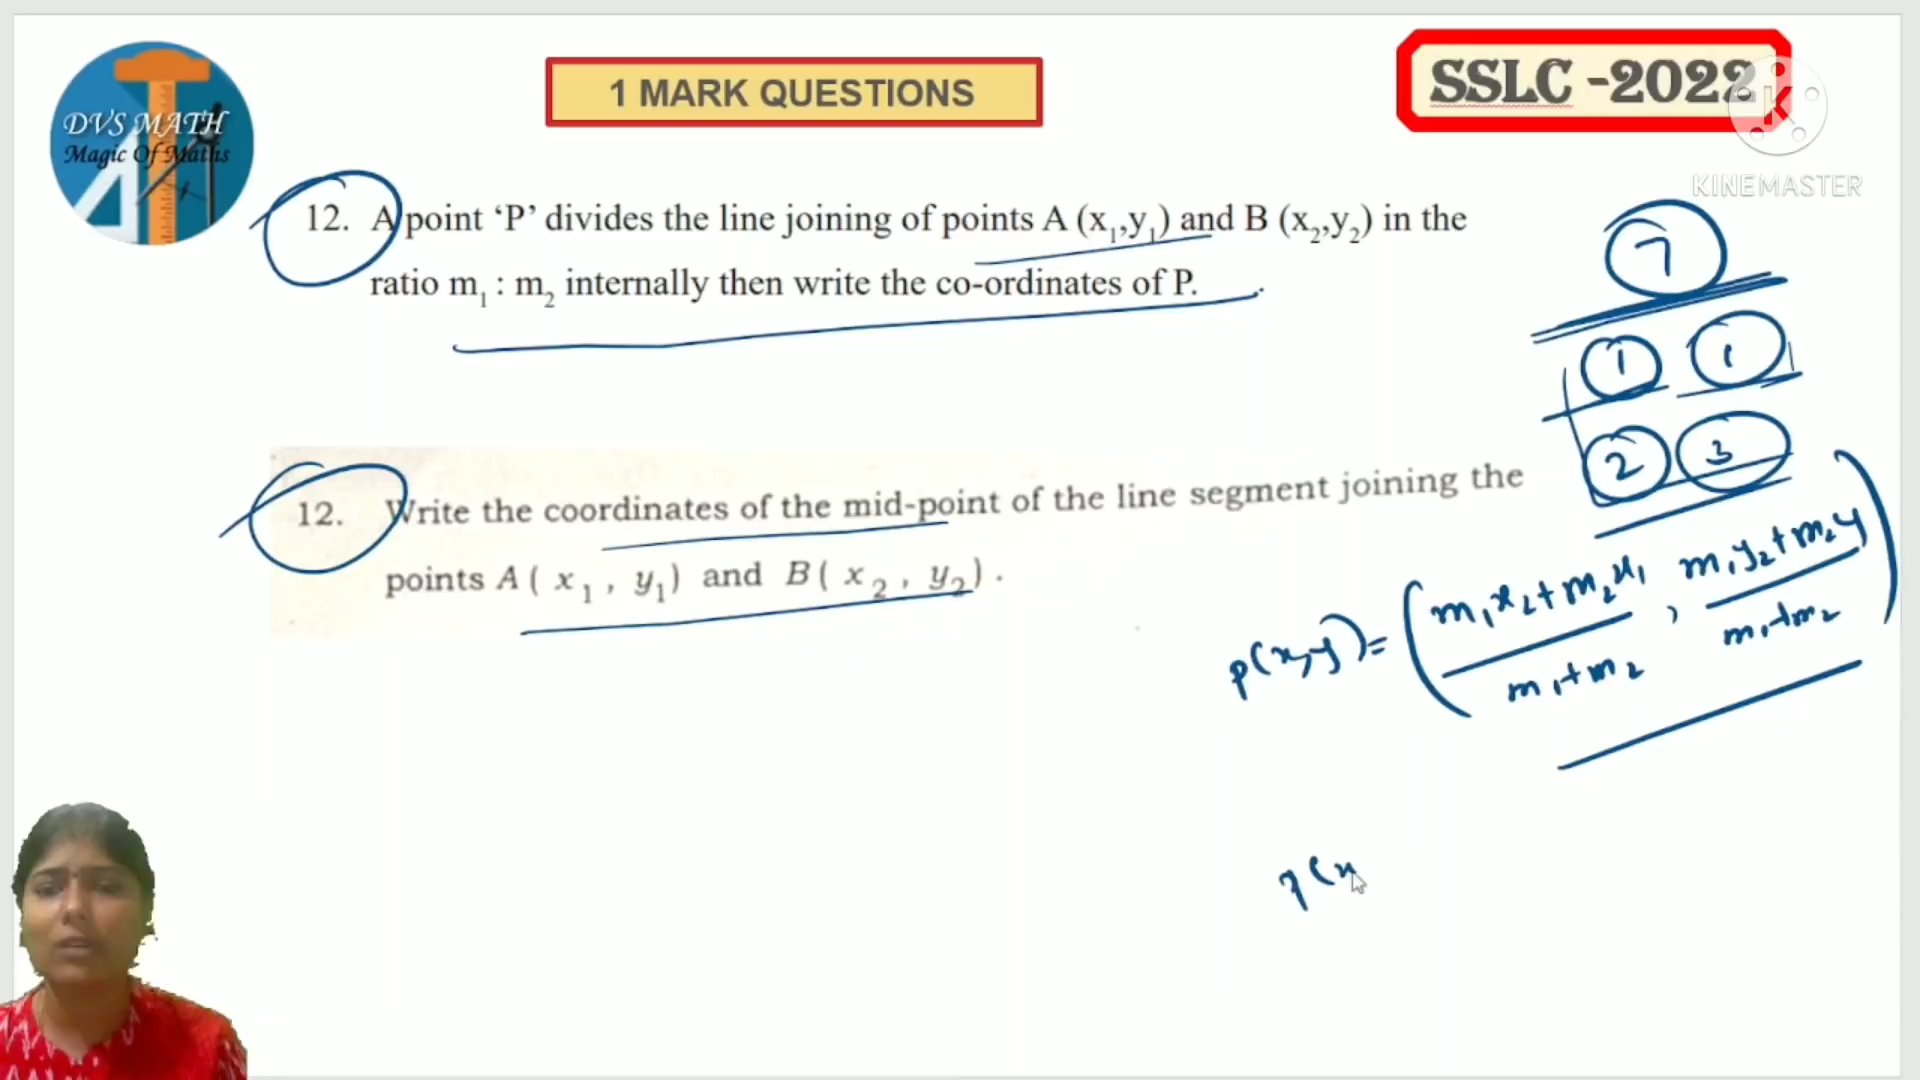 DVS MATH
Magic Of Maths
1 MARK QUESTIONS
SSLC -2022
KINEMASTER
12. A point ‘P’ divides the line joining of points A (x₁,y₁) and B (x₂,y₂) in the
ratio m₁ : m₂ internally then write the co-ordinates of P.
7
1 1
2 3
12. Write the coordinates of the mid-point of the line segment joining the
points A ( x₁ , y₁) and B ( x₂ , y₂) .
P(x,y) = (m₁x₂+m₂x₁ / m₁+m₂ , m₁y₂+m₂y / m₁+m₂)
(x